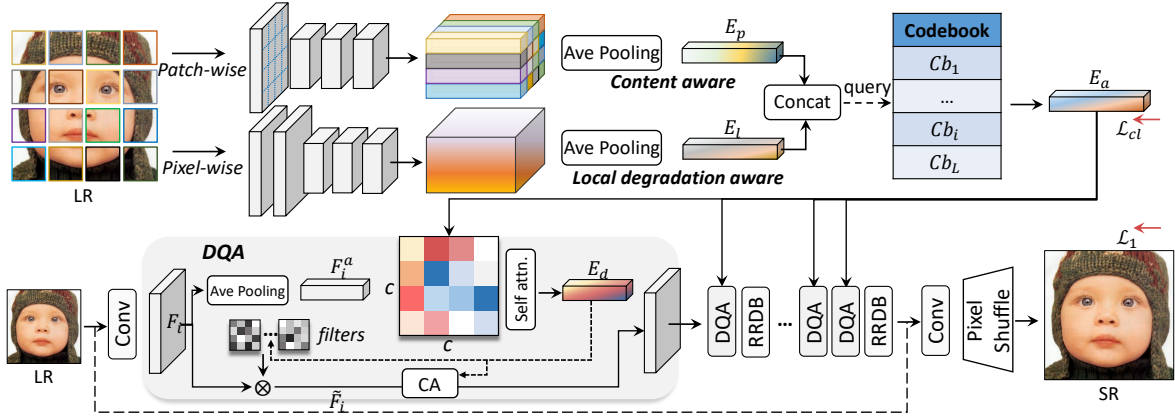 LR
Patch-wise
Pixel-wise
Ave Pooling
E_p
Content aware
Ave Pooling
E_l
Local degradation aware
Concat
query
Codebook
Cb_1
...
Cb_i
Cb_L
E_a
ℒ_cl
LR
Conv
DQA
F_i
Ave Pooling
F_i^a
filters
c
c
Self attn.
E_d
CA
F̃_i
DQA
RRDB
...
DQA
DQA
RRDB
Conv
Pixel
Shuffle
ℒ_1
SR